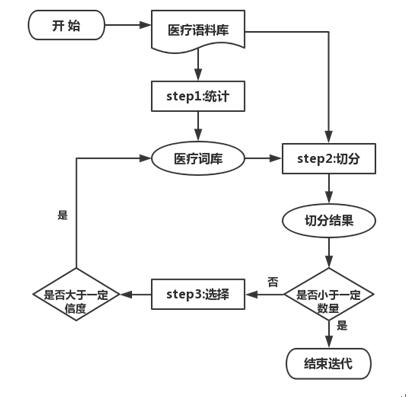 开 始
医疗语料库
step1:统计
医疗词库
step2:切分
是
切分结果
否
是否大于一定
信度
step3:选择
是否小于一定
数量
是
结束迭代